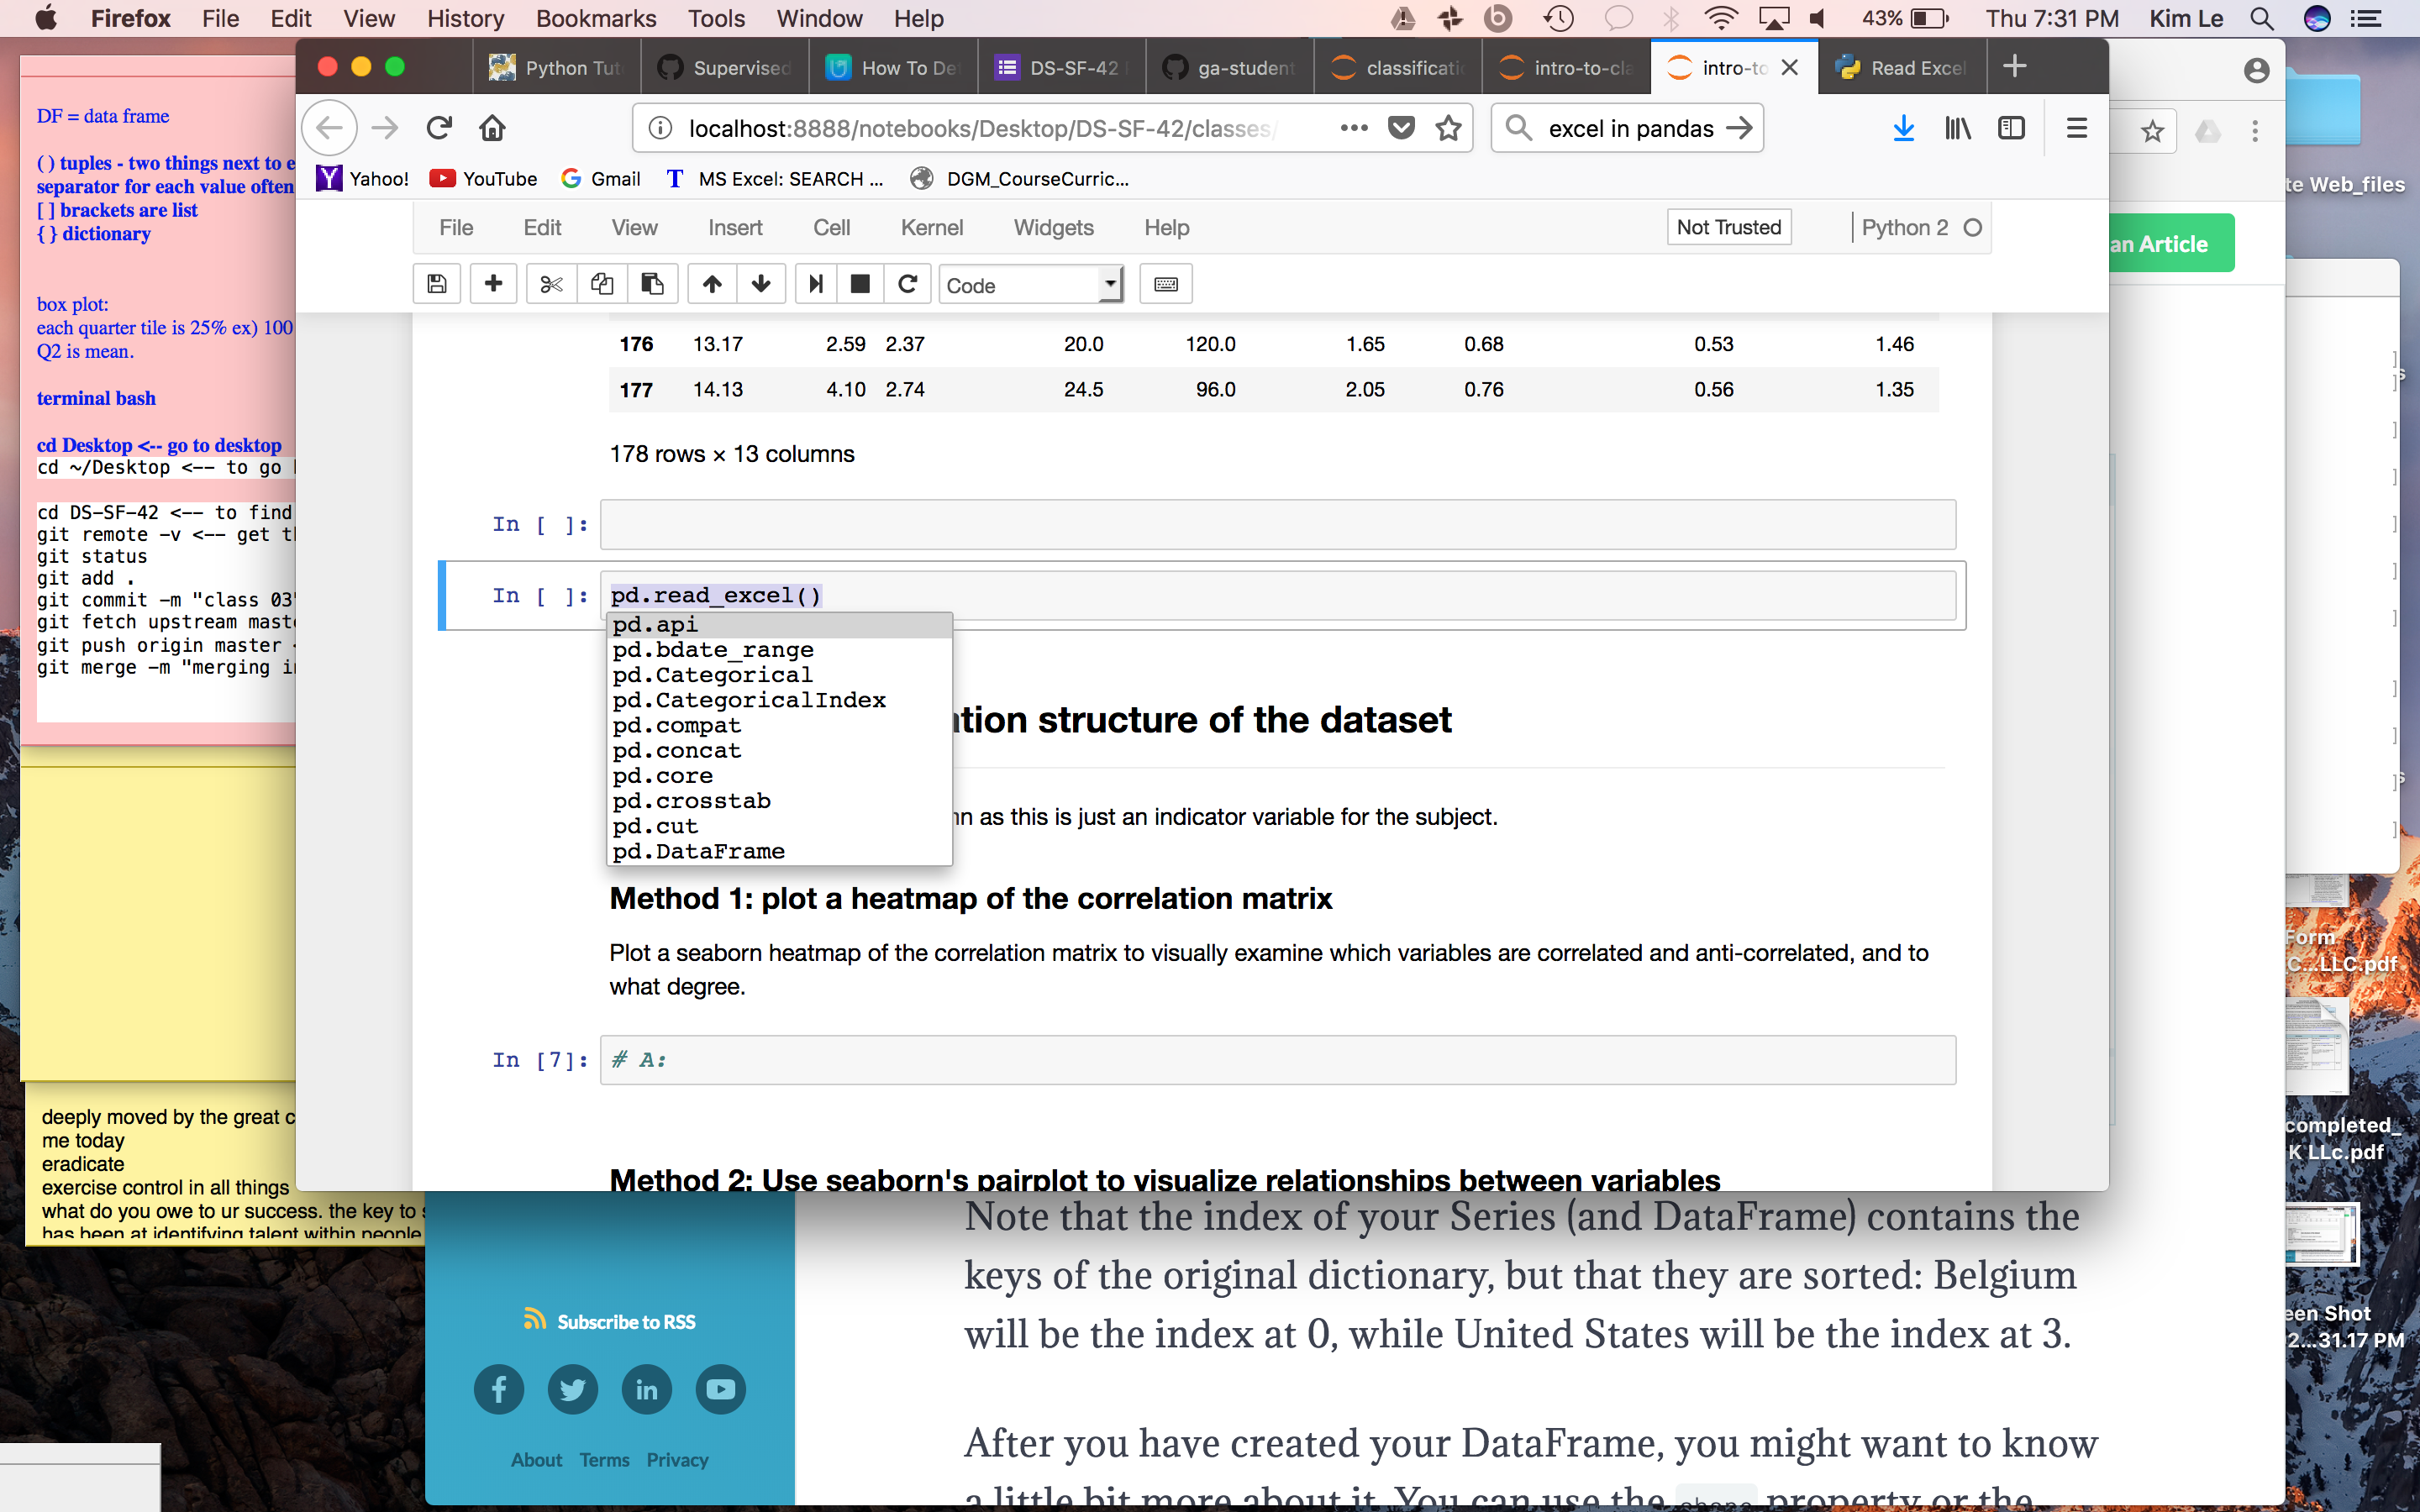 Firefox File Edit View History Bookmarks Tools Window Help
43% Thu 7:31 PM Kim Le
Python Tut
Supervised
How To De
DS-SF-42
ga-student
classificati
intro-to-cla
intro-to
Read Excel
localhost:8888/notebooks/Desktop/DS-SF-42/classes/
excel in pandas
Yahoo! YouTube Gmail MS Excel: SEARCH ... DGM_CourseCurric...
File Edit View Insert Cell Kernel Widgets Help
Not Trusted
Python 2
Code
176 13.17 2.59 2.37 20.0 120.0 1.65 0.68 0.53 1.46
177 14.13 4.10 2.74 24.5 96.0 2.05 0.76 0.56 1.35
178 rows × 13 columns
In [ ]:
In [ ]: pd.read_excel()
pd.api
pd.bdate_range
pd.Categorical
pd.CategoricalIndex
pd.compat
pd.concat
pd.core
pd.crosstab
pd.cut
pd.DataFrame
ation structure of the dataset
as this is just an indicator variable for the subject.
Method 1: plot a heatmap of the correlation matrix
Plot a seaborn heatmap of the correlation matrix to visually examine which variables are correlated and anti-correlated, and to
what degree.
In [7]: # A:
Method 2: Use seaborn's pairplot to visualize relationships between variables
DF = data frame
( ) tuples - two things next to e
separator for each value often
[ ] brackets are list
{ } dictionary
box plot:
each quarter tile is 25% ex) 100
Q2 is mean.
terminal bash
cd Desktop <-- go to desktop
cd ~/Desktop <-- to go
cd DS-SF-42 <-- to find
git remote -v <-- get th
git status
git add .
git commit -m "class 03"
git fetch upstream mast
git push origin master <
git merge -m "merging in
deeply moved by the great c
me today
eradicate
exercise control in all things
what do you owe to ur success. the key to s
has been at identifying talent within people
Subscribe to RSS
About Terms Privacy
Note that the index of your Series (and DataFrame) contains the
keys of the original dictionary, but that they are sorted: Belgium
will be the index at 0, while United States will be the index at 3.
After you have created your DataFrame, you might want to know
a little bit more about it. You can use the shape property or the
an Article
te Web_files
Form
C...LLC.pdf
completed_
K LLc.pdf
een Shot
2...31.17 PM